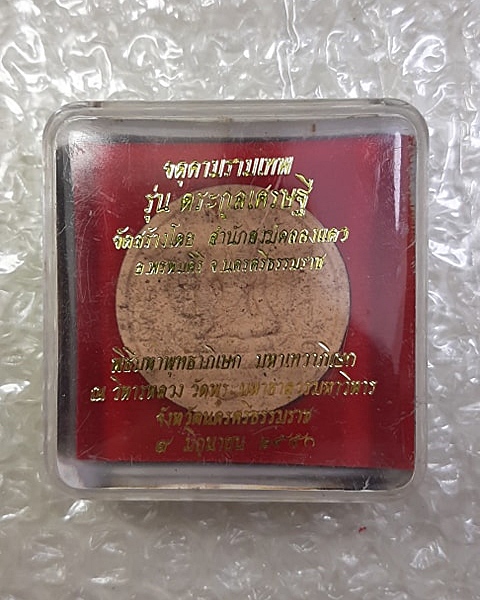 จตุคามรามเทพ
รุ่น ตระกูลเศรษฐี
จัดสร้างโดย สำนักสงฆ์คลองแคว
อ.พรหมคีรี จ.นครศรีธรรมราช
พิธีมหาพุทธาภิเษก มหาเทวาภิเษก
ณ วิหารหลวง วัดพระมหาธาตุวรมหาวิหาร
จังหวัดนครศรีธรรมราช
๙ มิถุนายน ๒๕๕๐